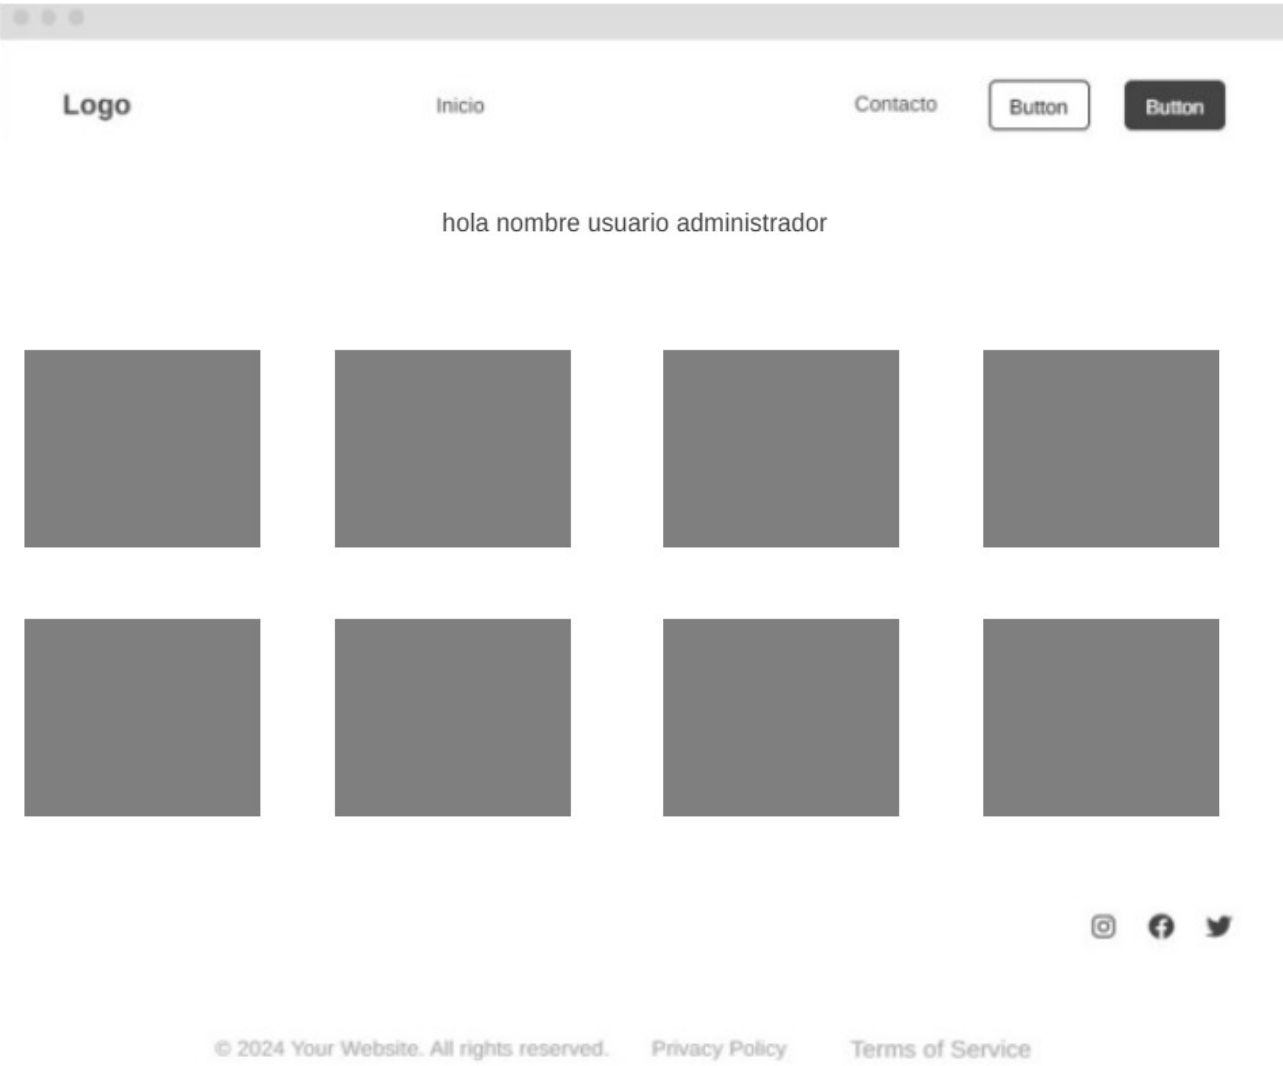 Logo Inicio Contacto Button Button
hola nombre usuario administrador
© 2024 Your Website. All rights reserved. Privacy Policy Terms of Service